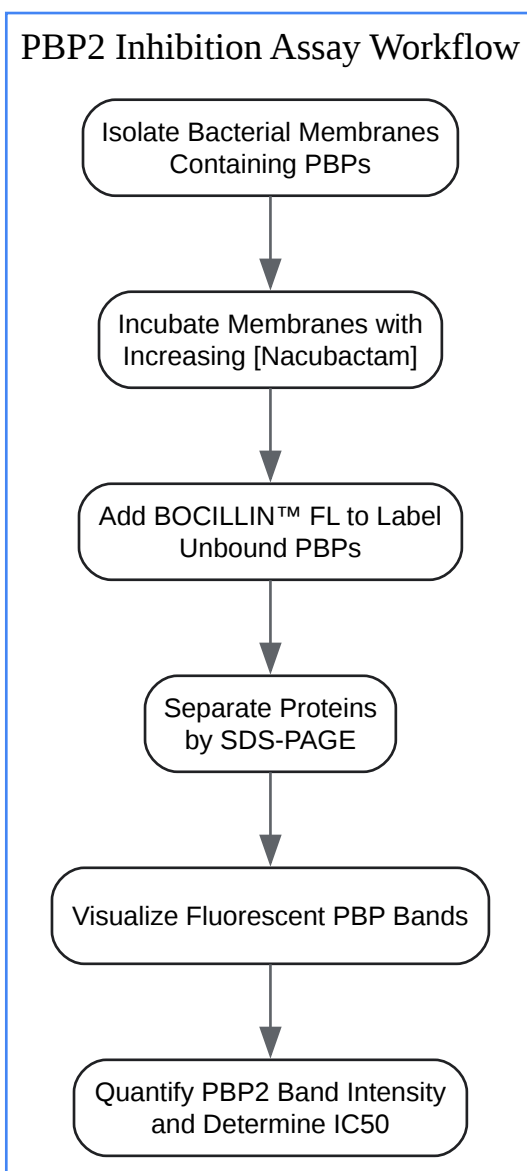 PBP2 Inhibition Assay Workflow
Isolate Bacterial Membranes
Containing PBPs
Incubate Membranes with
Increasing [Nacubactam]
Add BOCILLIN™ FL to Label
Unbound PBPs
Separate Proteins
by SDS-PAGE
Visualize Fluorescent PBP Bands
Quantify PBP2 Band Intensity
and Determine IC50